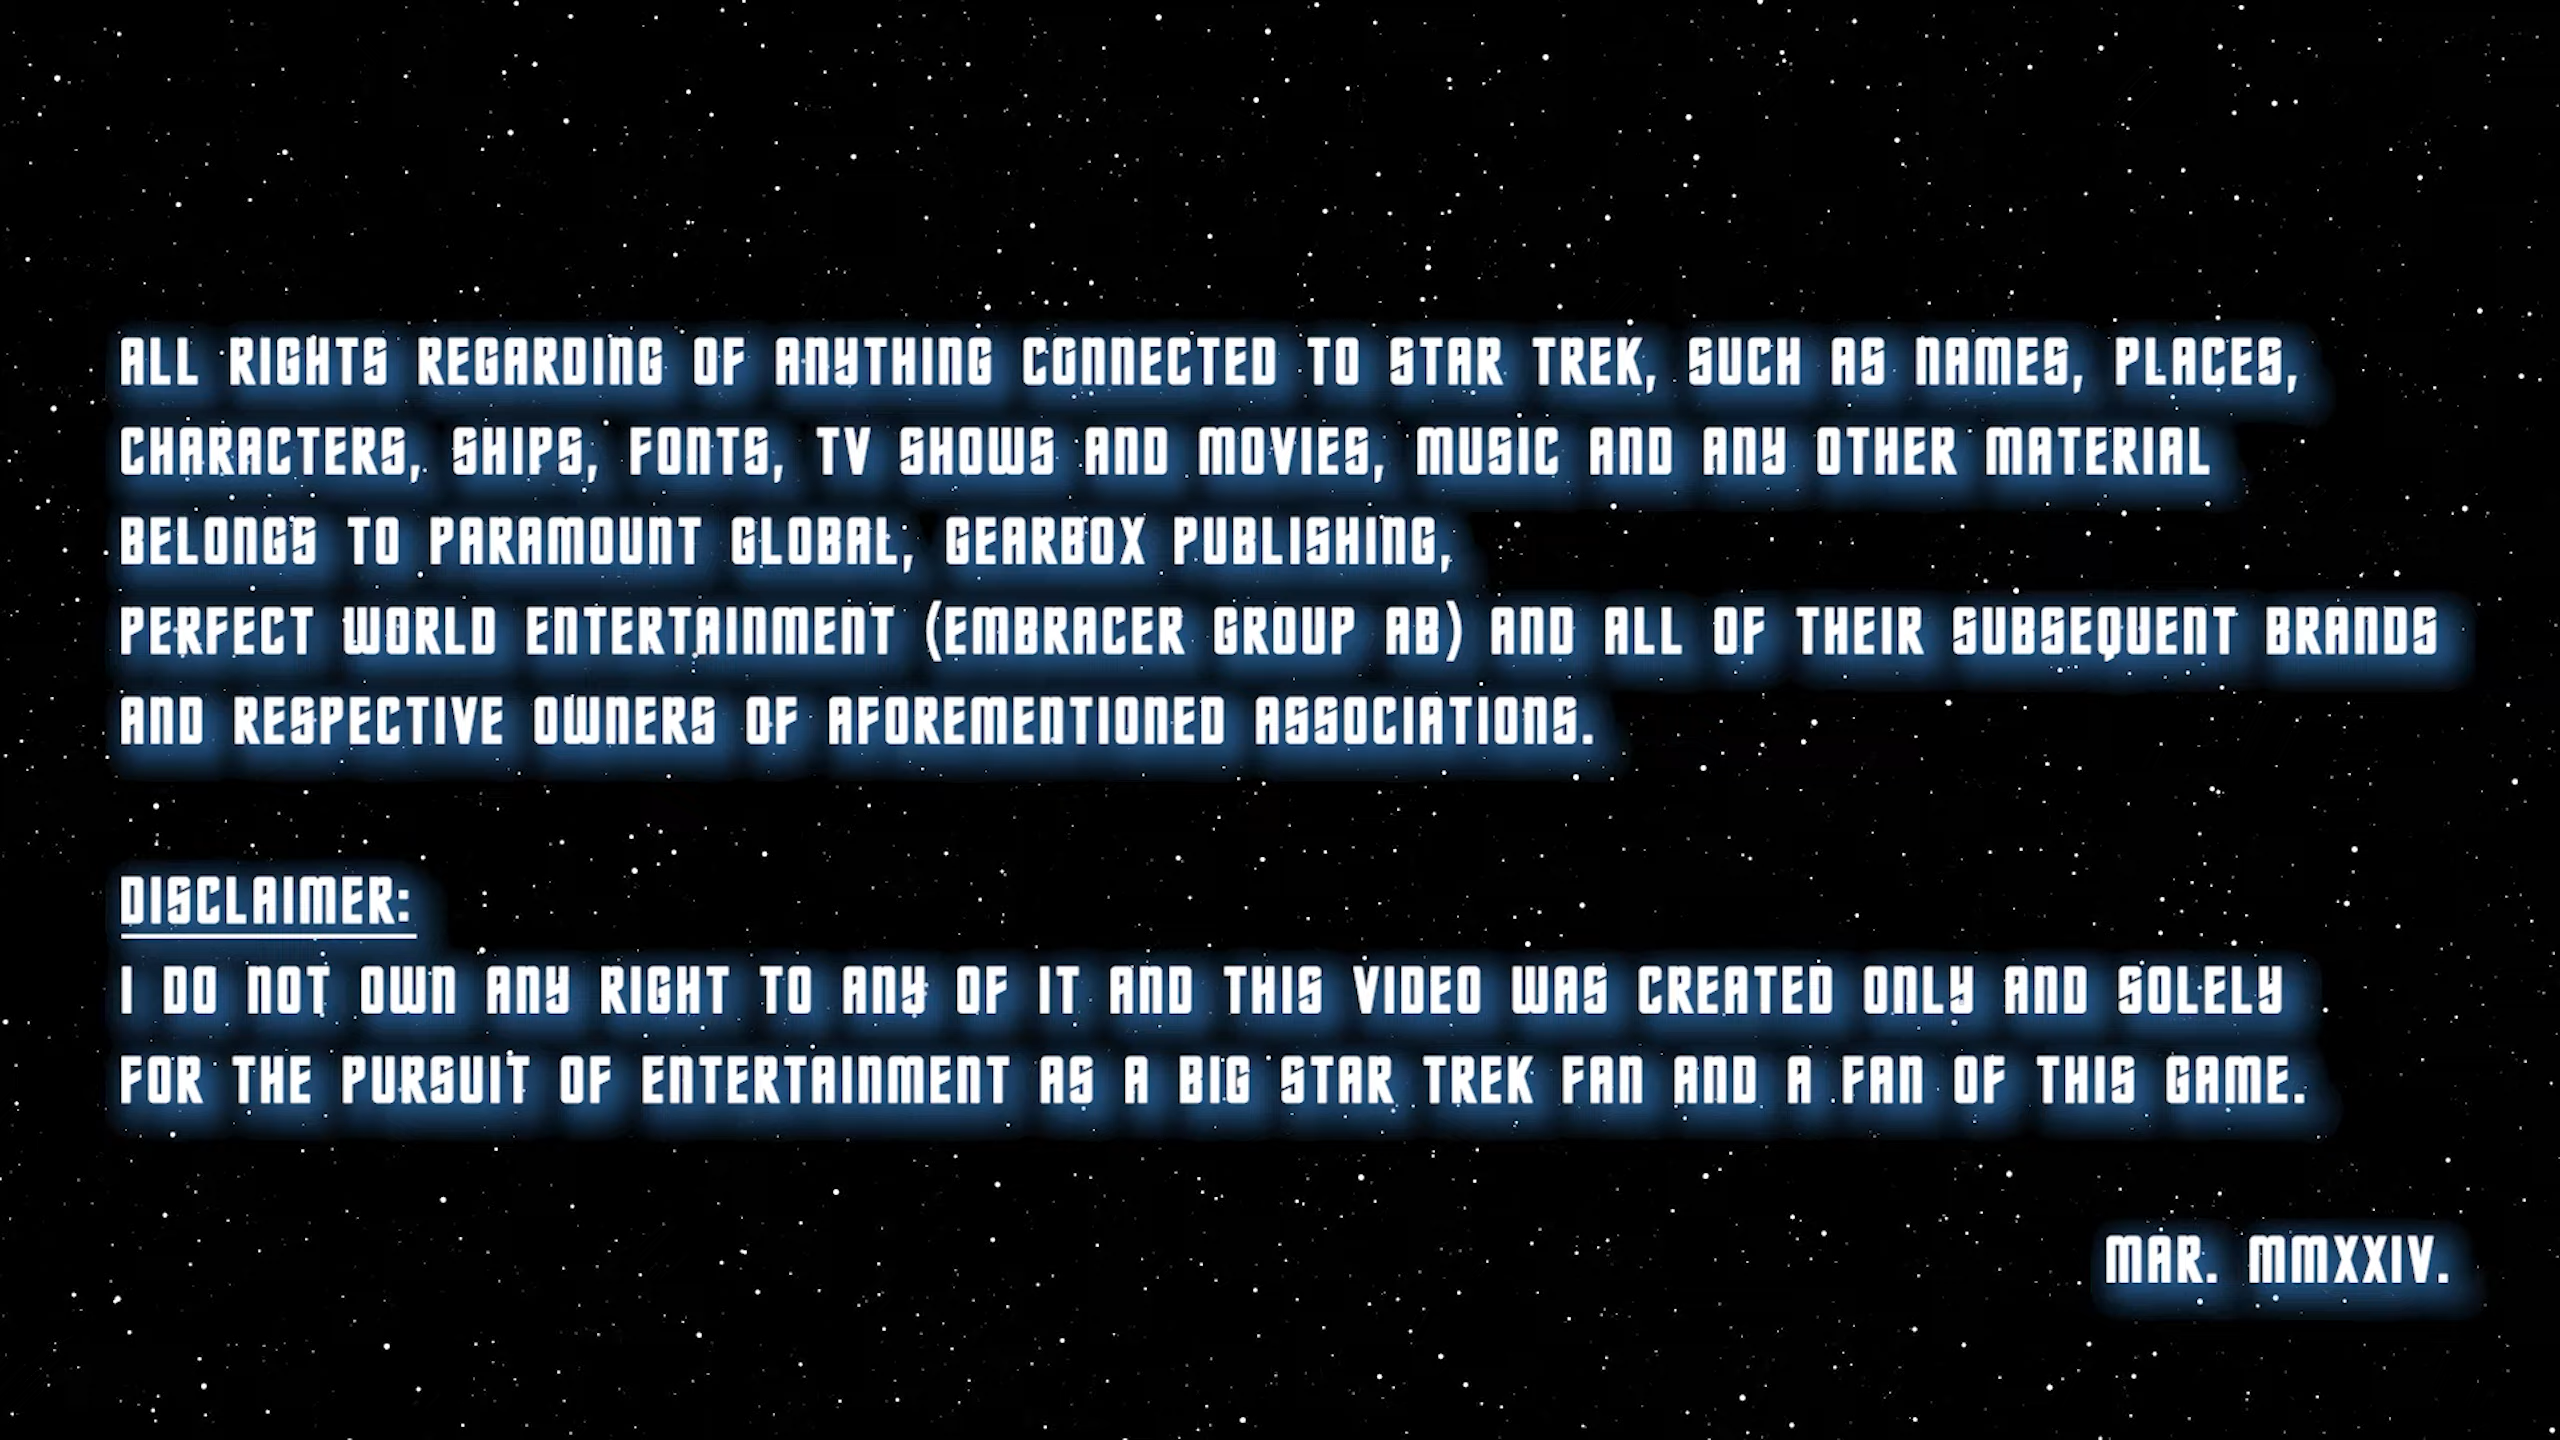 ALL RIGHTS REGARDING OF ANYTHING CONNECTED TO STAR TREK, SUCH AS NAMES, PLACES,
CHARACTERS, SHIPS, FONTS, TV SHOWS AND MOVIES, MUSIC AND ANY OTHER MATERIAL
BELONGS TO PARAMOUNT GLOBAL, GEARBOX PUBLISHING,
PERFECT WORLD ENTERTAINMENT (EMBRACER GROUP AB) AND ALL OF THEIR SUBSEQUENT BRANDS
AND RESPECTIVE OWNERS OF AFOREMENTIONED ASSOCIATIONS.
DISCLAIMER:
I DO NOT OWN ANY RIGHT TO ANY OF IT AND THIS VIDEO WAS CREATED ONLY AND SOLELY
FOR THE PURSUIT OF ENTERTAINMENT AS A BIG STAR TREK FAN AND A FAN OF THIS GAME.
MAR. MMXXIV.